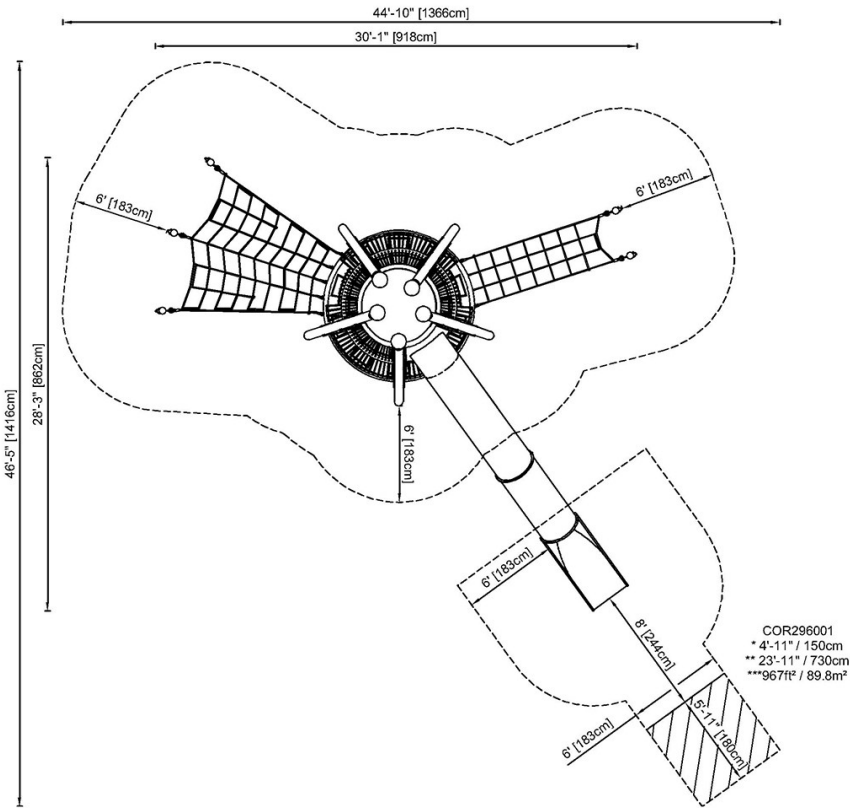 44'-10" [1366cm]
30'-1" [918cm]
6' [183cm]
6' [183cm]
28'-3" [862cm]
46'-5" [1416cm]
6' [183cm]
6' [183cm]
8' [244cm]
COR296001
* 4'-11" / 150cm
** 23'-11" / 730cm
***967ft² / 89.8m²
5'-11" [180cm]
6' [183cm]